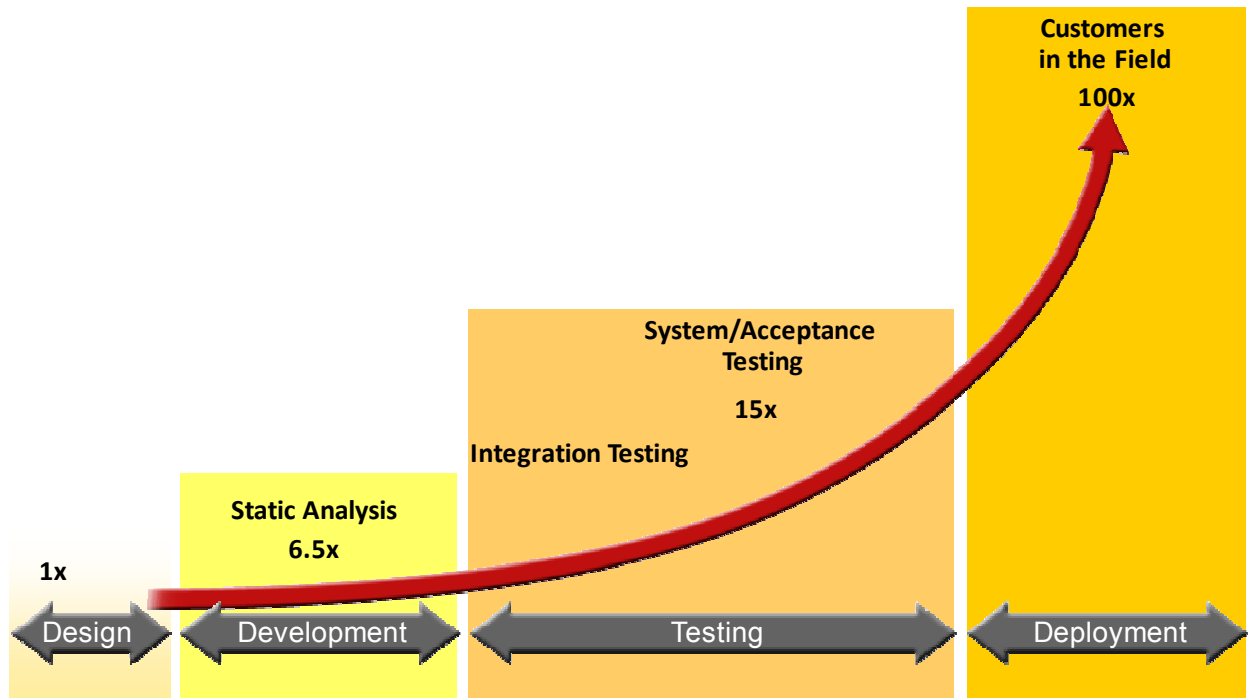 Customers
in the Field
100x
System/Acceptance
Testing
15x
Integration Testing
Static Analysis
6.5x
1x
Design
Development
Testing
Deployment